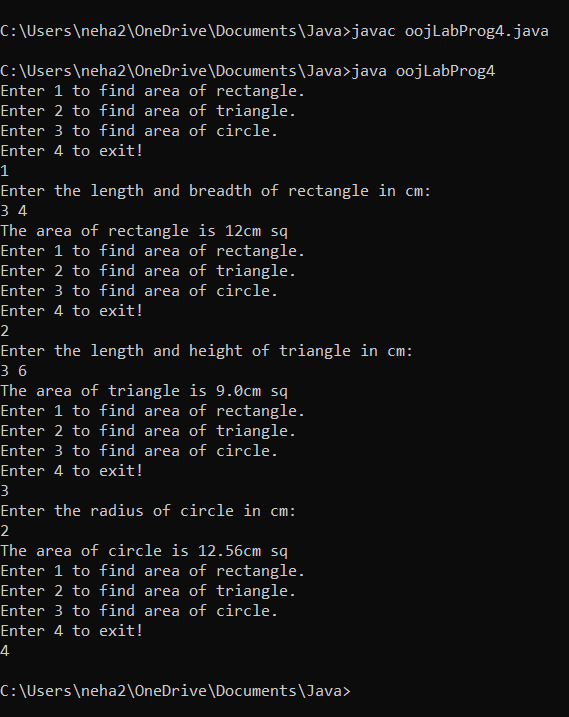 C:\Users\neha2\OneDrive\Documents\Java>javac oojLabProg4.java
C:\Users\neha2\OneDrive\Documents\Java>java oojLabProg4
Enter 1 to find area of rectangle.
Enter 2 to find area of triangle.
Enter 3 to find area of circle.
Enter 4 to exit!
1
Enter the length and breadth of rectangle in cm:
3 4
The area of rectangle is 12cm sq
Enter 1 to find area of rectangle.
Enter 2 to find area of triangle.
Enter 3 to find area of circle.
Enter 4 to exit!
2
Enter the length and height of triangle in cm:
3 6
The area of triangle is 9.0cm sq
Enter 1 to find area of rectangle.
Enter 2 to find area of triangle.
Enter 3 to find area of circle.
Enter 4 to exit!
3
Enter the radius of circle in cm:
2
The area of circle is 12.56cm sq
Enter 1 to find area of rectangle.
Enter 2 to find area of triangle.
Enter 3 to find area of circle.
Enter 4 to exit!
4
C:\Users\neha2\OneDrive\Documents\Java>